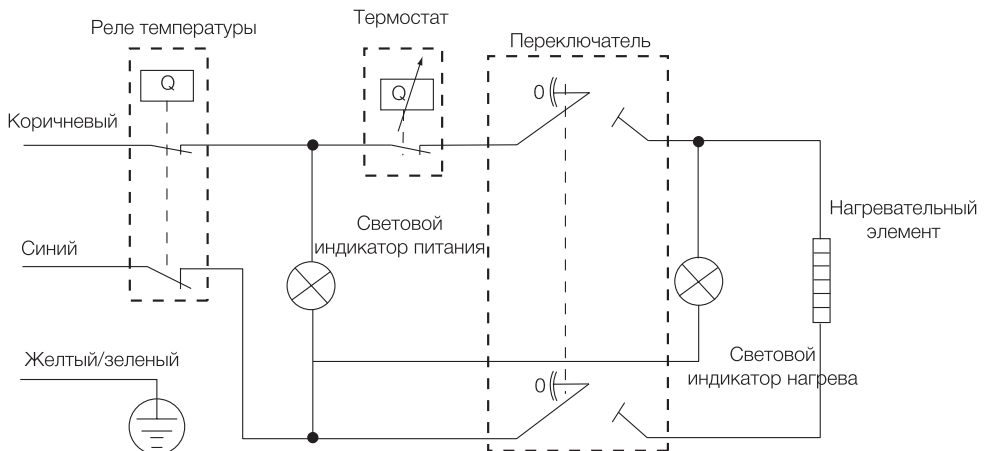 Реле температуры
Термостат
Переключатель
Q
Q
0
Коричневый
Световой
индикатор питания
Нагревательный
элемент
Синий
Желтый/зеленый
Световой
индикатор нагрева
0